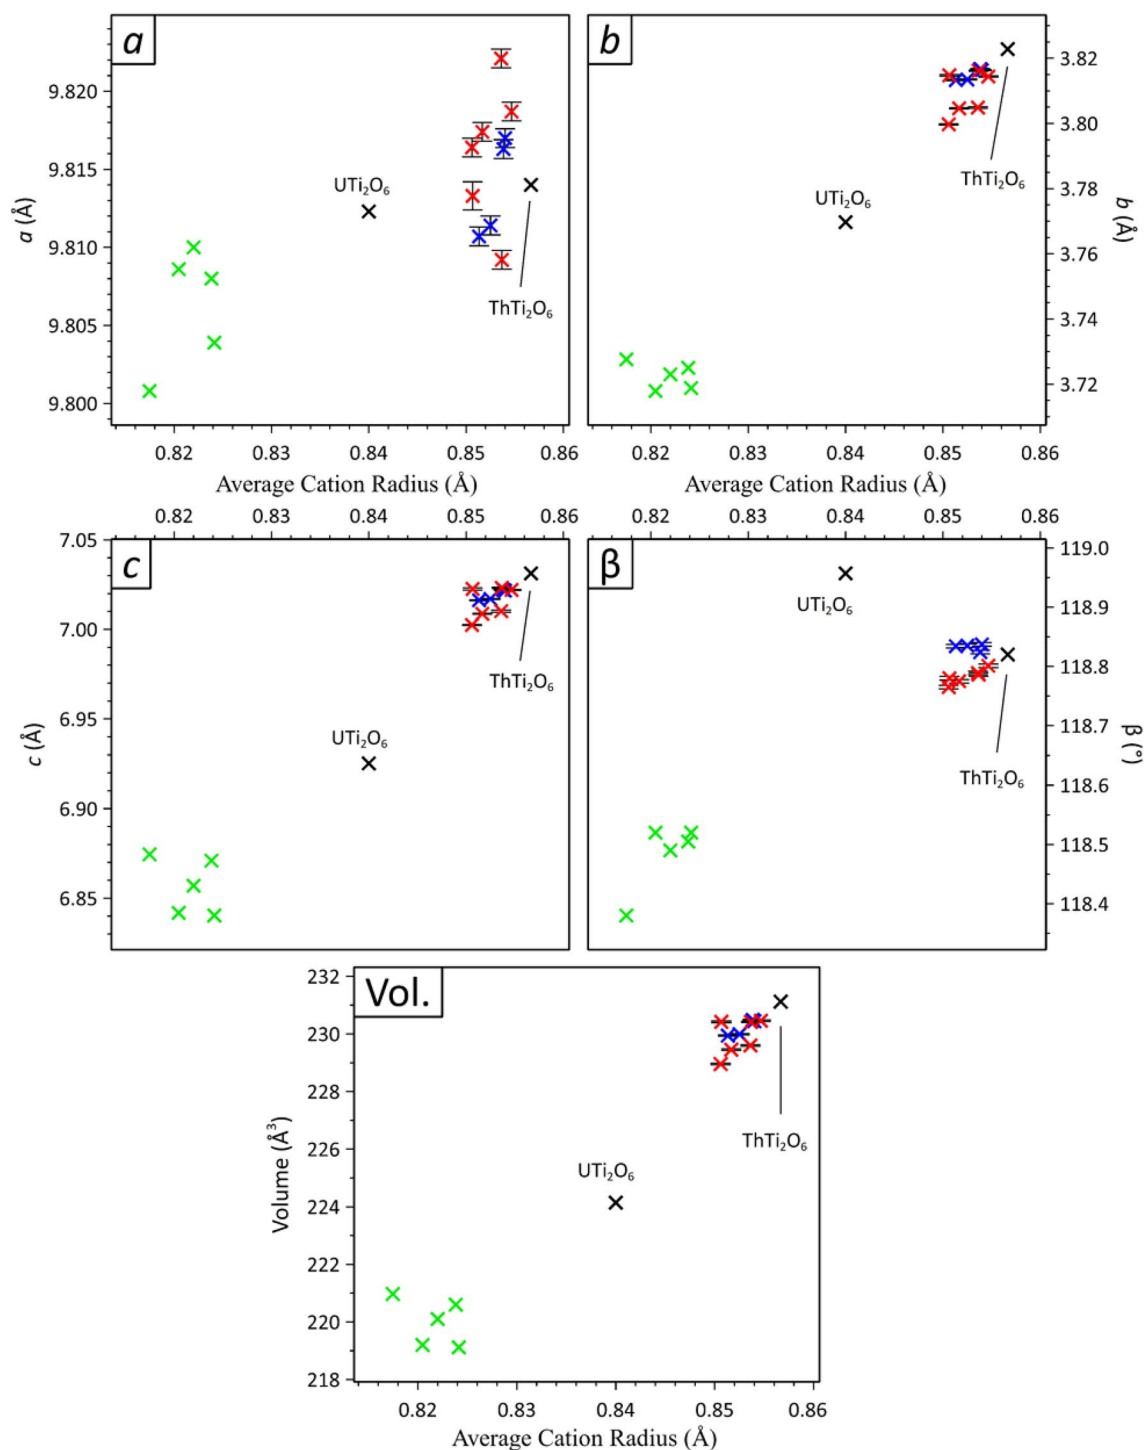 a
b
9.820
9.815
9.810
9.805
9.800
a (Å)
UTi₂O₆
ThTi₂O₆
UTi₂O₆
ThTi₂O₆
3.82
3.80
3.78
3.76
3.74
3.72
b (Å)
0.82 0.83 0.84 0.85 0.86
0.82 0.83 0.84 0.85 0.86
Average Cation Radius (Å)
Average Cation Radius (Å)
0.82 0.83 0.84 0.85 0.86
0.82 0.83 0.84 0.85 0.86
c
β
7.05
7.00
6.95
6.90
6.85
c (Å)
UTi₂O₆
ThTi₂O₆
UTi₂O₆
ThTi₂O₆
119.0
118.9
118.8
118.7
118.6
118.5
118.4
β (°)
Vol.
232
230
228
226
224
222
220
218
Volume (Å³)
UTi₂O₆
ThTi₂O₆
0.82 0.83 0.84 0.85 0.86
Average Cation Radius (Å)